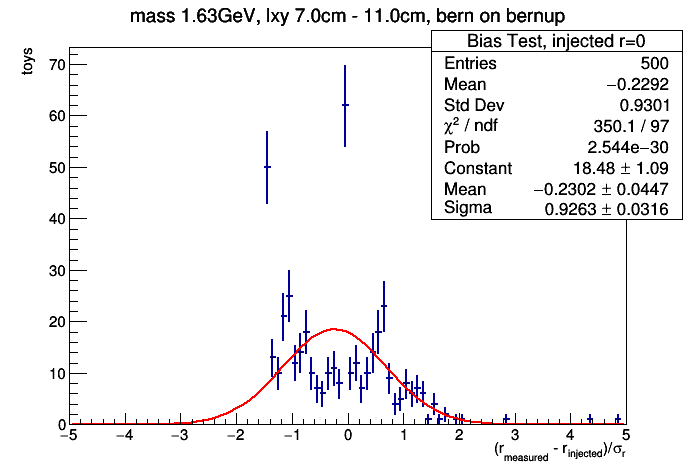 mass 1.63GeV, lxy 7.0cm - 11.0cm, bern on bernup
Bias Test, injected r=0
Entries 500
Mean −0.2292
Std Dev 0.9301
χ² / ndf 350.1 / 97
Prob 2.544e−30
Constant 18.48 ± 1.09
Mean −0.2302 ± 0.0447
Sigma 0.9263 ± 0.0316
toys
70
60
50
40
30
20
10
0
−5 −4 −3 −2 −1 0 1 2 3 4 5
(r_measured - r_injected)/σ_r